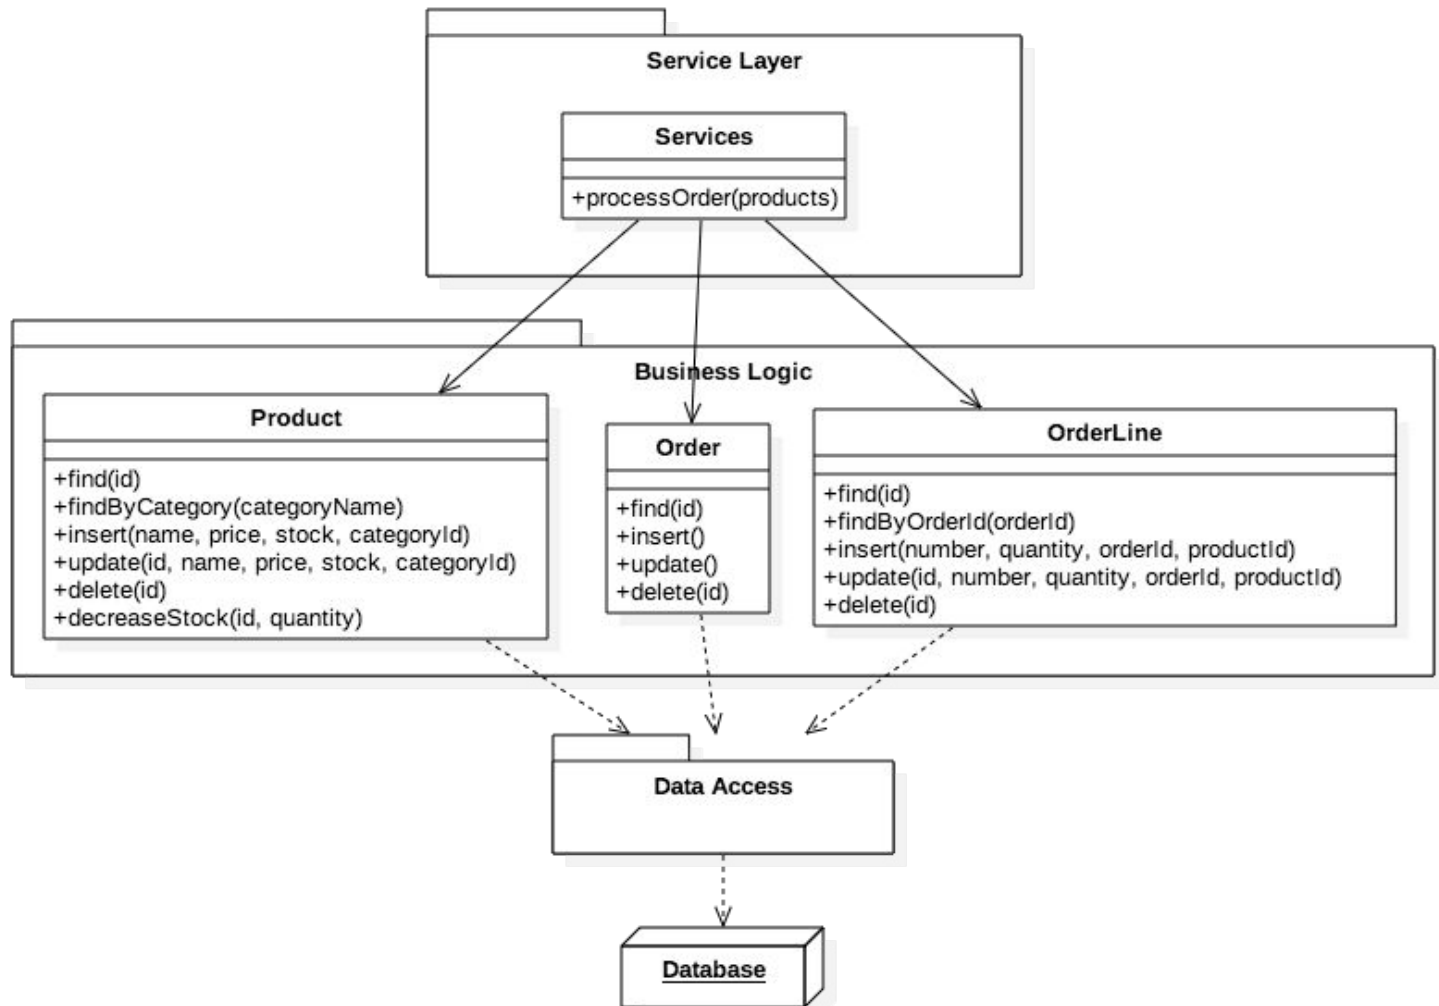 Service Layer
Services
+processOrder(products)
Business Logic
Product
+find(id)
+findByCategory(categoryName)
+insert(name, price, stock, categoryId)
+update(id, name, price, stock, categoryId)
+delete(id)
+decreaseStock(id, quantity)
Order
+find(id)
+insert()
+update()
+delete(id)
OrderLine
+find(id)
+findByOrderId(orderId)
+insert(number, quantity, orderId, productId)
+update(id, number, quantity, orderId, productId)
+delete(id)
Data Access
Database